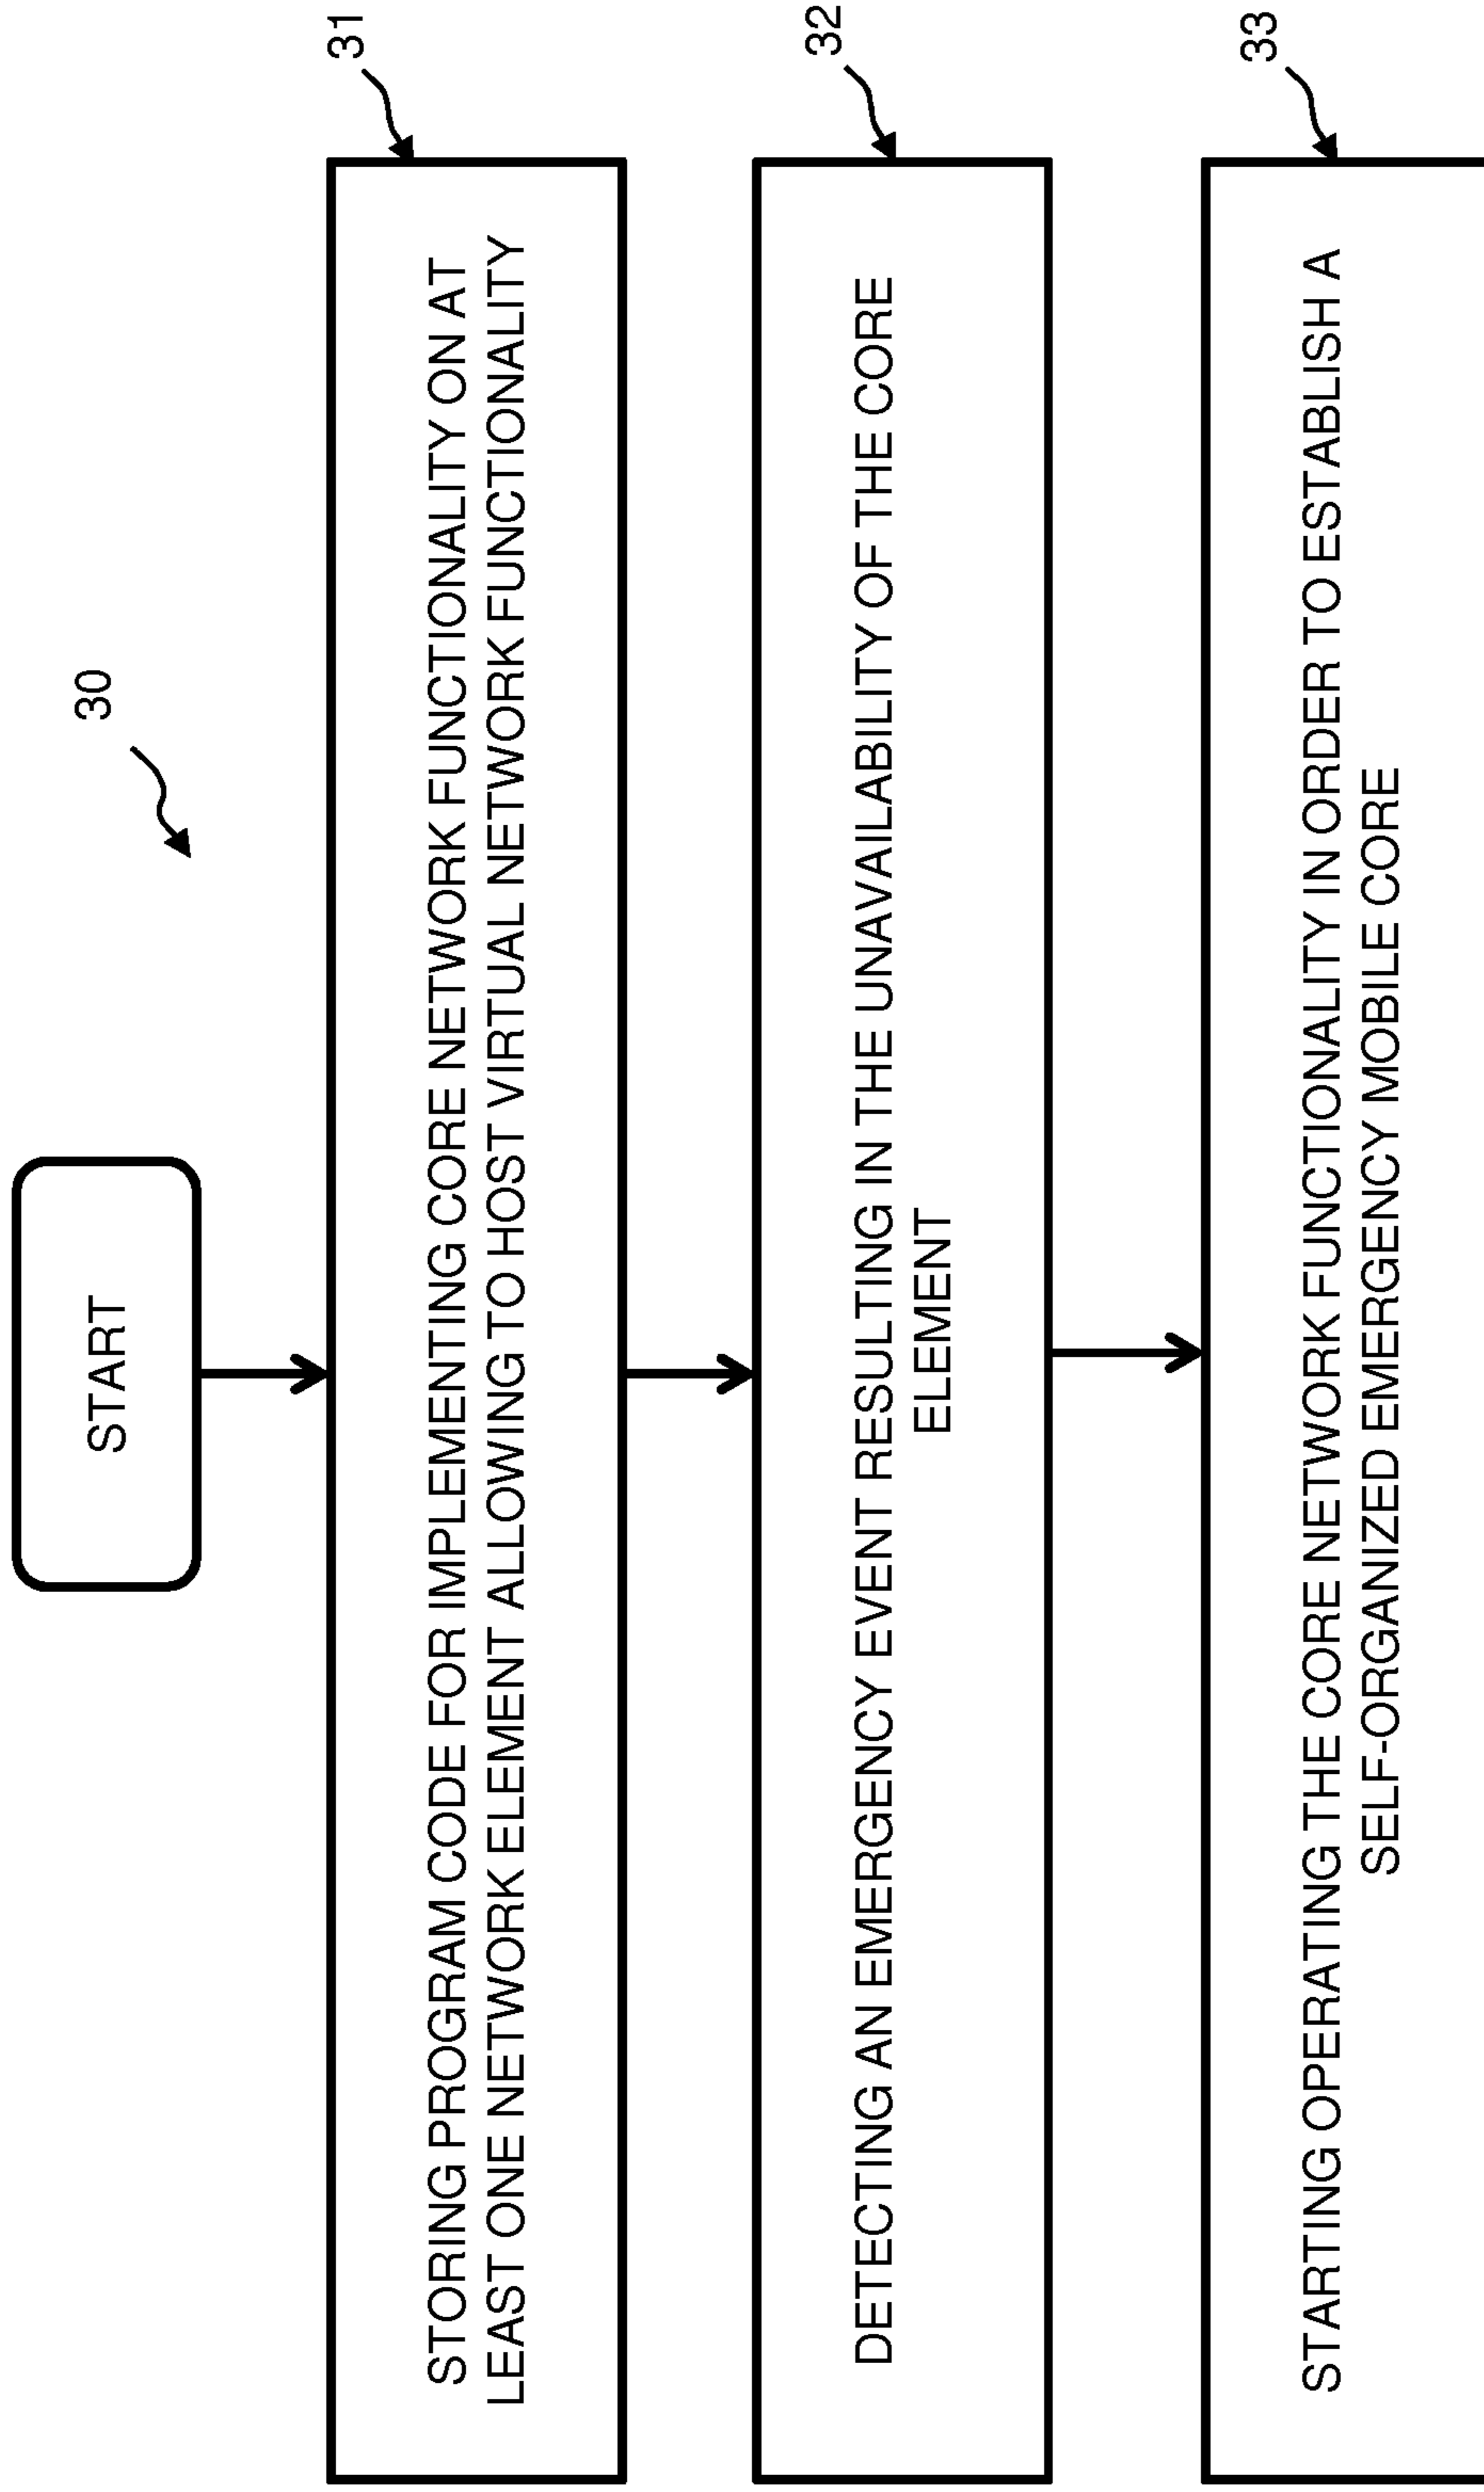 30
START
31
STORING PROGRAM CODE FOR IMPLEMENTING CORE NETWORK FUNCTIONALITY ON AT
LEAST ONE NETWORK ELEMENT ALLOWING TO HOST VIRTUAL NETWORK FUNCTIONALITY
32
DETECTING AN EMERGENCY EVENT RESULTING IN THE UNAVAILABILITY OF THE CORE
ELEMENT
33
STARTING OPERATING THE CORE NETWORK FUNCTIONALITY IN ORDER TO ESTABLISH A
SELF-ORGANIZED EMERGENCY MOBILE CORE